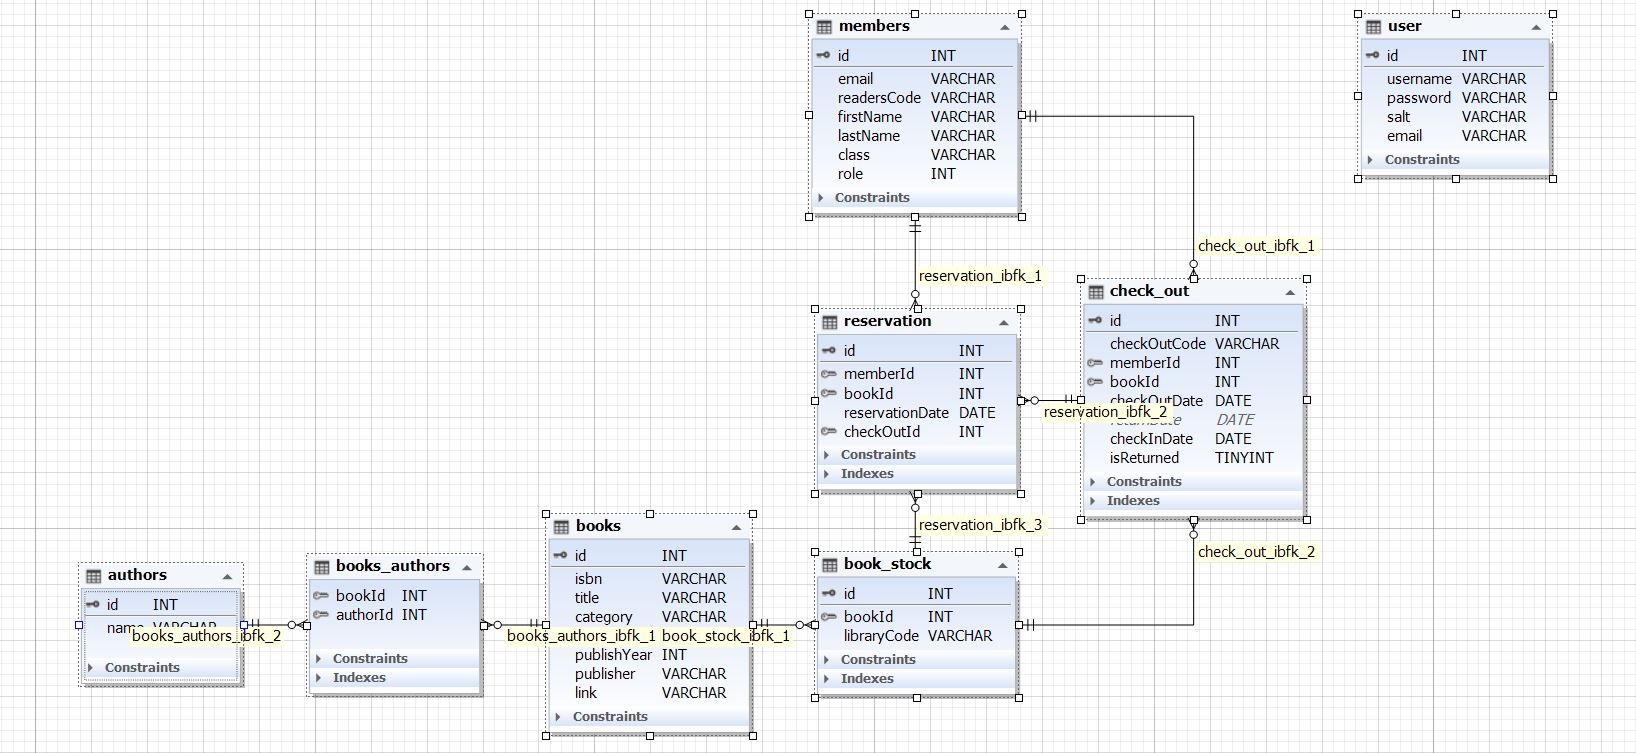 members
id INT
email VARCHAR
readersCode VARCHAR
firstName VARCHAR
lastName VARCHAR
class VARCHAR
role INT
Constraints
user
id INT
username VARCHAR
password VARCHAR
salt VARCHAR
email VARCHAR
Constraints
check_out_ibfk_1
reservation_ibfk_1
check_out
id INT
checkOutCode VARCHAR
memberId INT
bookId INT
checkOutDate DATE
returnDate DATE
checkInDate DATE
isReturned TINYINT
Constraints
Indexes
reservation
id INT
memberId INT
bookId INT
reservationDate DATE
checkOutId INT
Constraints
Indexes
reservation_ibfk_2
reservation_ibfk_3
check_out_ibfk_2
books
id INT
isbn VARCHAR
title VARCHAR
category VARCHAR
publishYear INT
publisher VARCHAR
link VARCHAR
Constraints
book_stock
id INT
bookId INT
libraryCode VARCHAR
Constraints
Indexes
authors
id INT
name VARCHAR
Constraints
books_authors
bookId INT
authorId INT
Constraints
Indexes
books_authors_ibfk_2
books_authors_ibfk_1
book_stock_ibfk_1